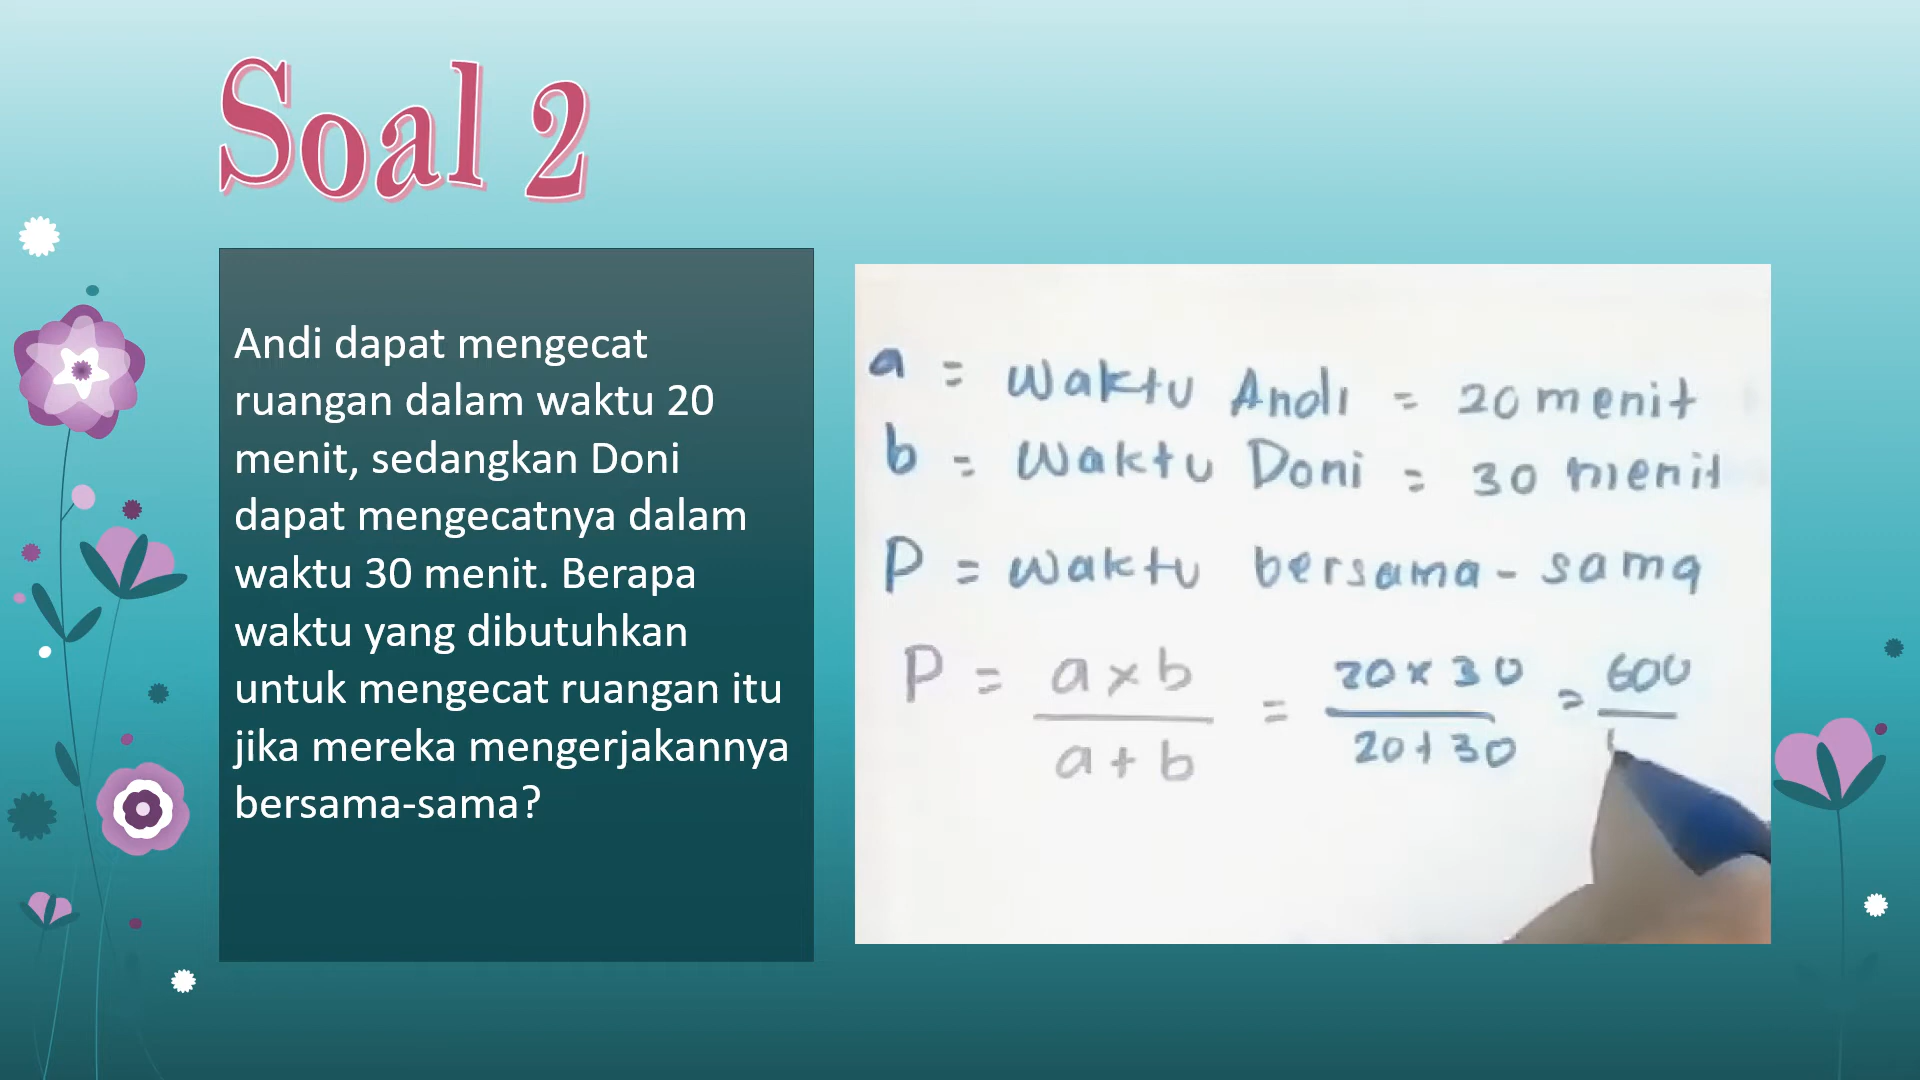 Soal 2
Andi dapat mengecat
ruangan dalam waktu 20
menit, sedangkan Doni
dapat mengecatnya dalam
waktu 30 menit. Berapa
waktu yang dibutuhkan
untuk mengecat ruangan itu
jika mereka mengerjakannya
bersama-sama?
a = Waktu Andi = 20 menit
b = Waktu Doni = 30 menit
P = waktu bersama-sama
P = a x b / a + b = 20 x 30 / 20 + 30 = 600 /